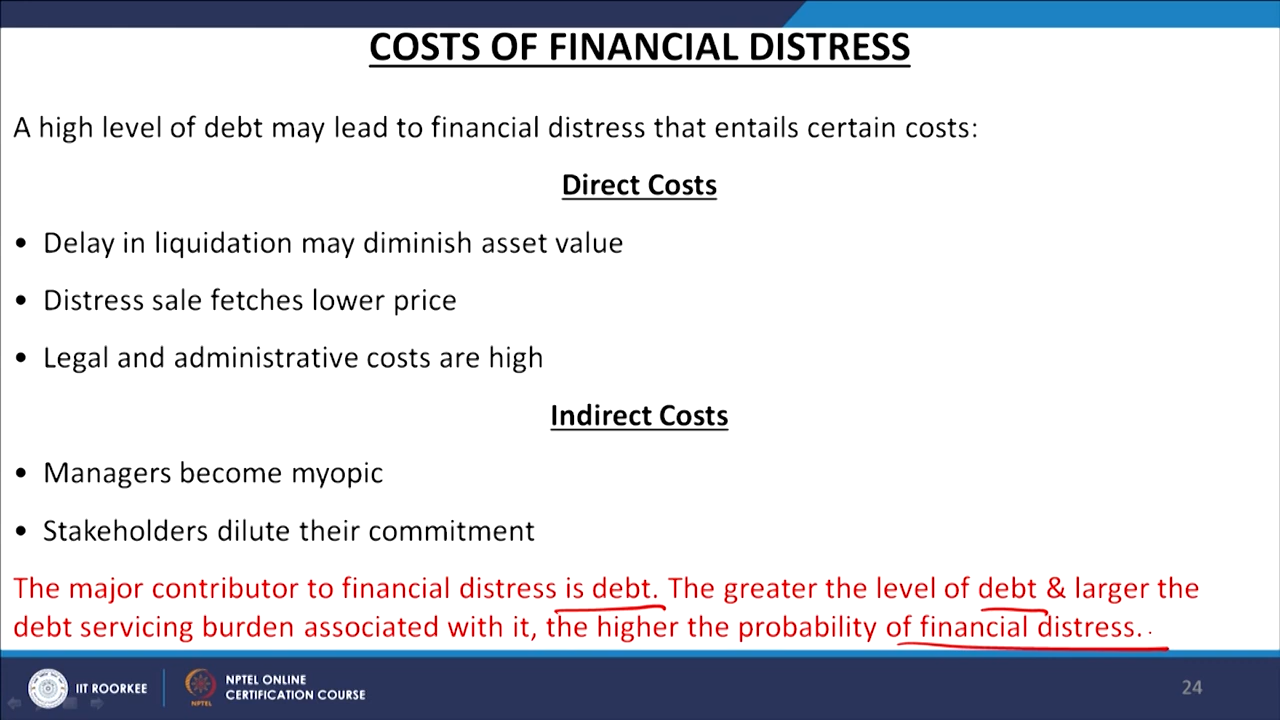 COSTS OF FINANCIAL DISTRESS
A high level of debt may lead to financial distress that entails certain costs:
Direct Costs
• Delay in liquidation may diminish asset value
• Distress sale fetches lower price
• Legal and administrative costs are high
Indirect Costs
• Managers become myopic
• Stakeholders dilute their commitment
The major contributor to financial distress is debt. The greater the level of debt & larger the
debt servicing burden associated with it, the higher the probability of financial distress.
IIT ROORKEE
NPTEL
NPTEL ONLINE
CERTIFICATION COURSE
24